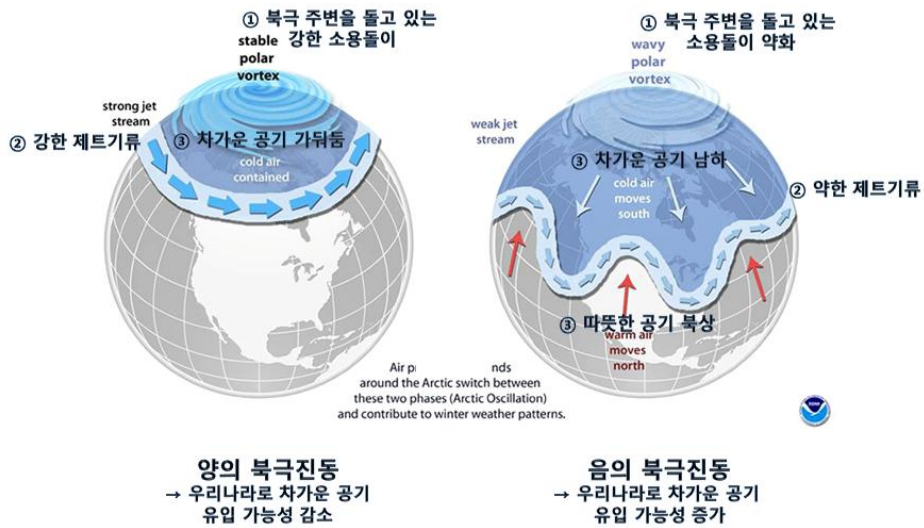 ① 북극 주변을 돌고 있는
강한 소용돌이
stable
polar
vortex
strong jet
stream
② 강한 제트기류
③ 차가운 공기 가둬둠
cold air
contained
① 북극 주변을 돌고 있는
소용돌이 약화
wavy
polar
vortex
weak jet
stream
③ 차가운 공기 남하
cold air
moves
south
② 약한 제트기류
③ 따뜻한 공기 북상
warm air
moves
north
Air nds
around the Arctic switch between
these two phases (Arctic Oscillation)
and contribute to winter weather patterns.
양의 북극진동
→ 우리나라로 차가운 공기
유입 가능성 감소
음의 북극진동
→ 우리나라로 차가운 공기
유입 가능성 증가